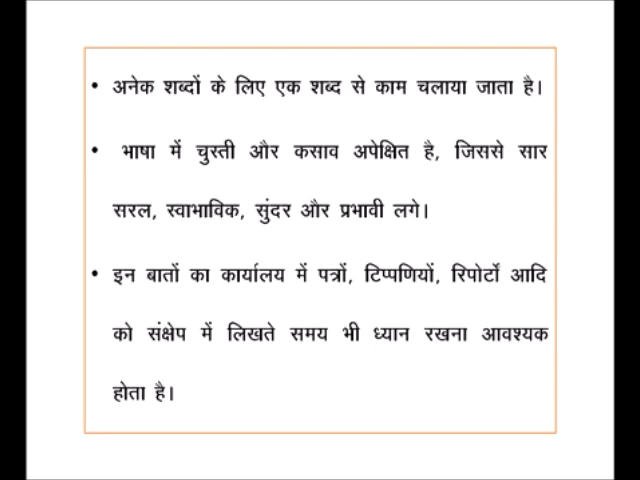 • अनेक शब्दों के लिए एक शब्द से काम चलाया जाता है।
• भाषा में चुस्ती और कसाव अपेक्षित है, जिससे सार
सरल, स्वाभाविक, सुंदर और प्रभावी लगे।
• इन बातों का कार्यालय में पत्रों, टिप्पणियों, रिपोर्टों आदि
को संक्षेप में लिखते समय भी ध्यान रखना आवश्यक
होता है।